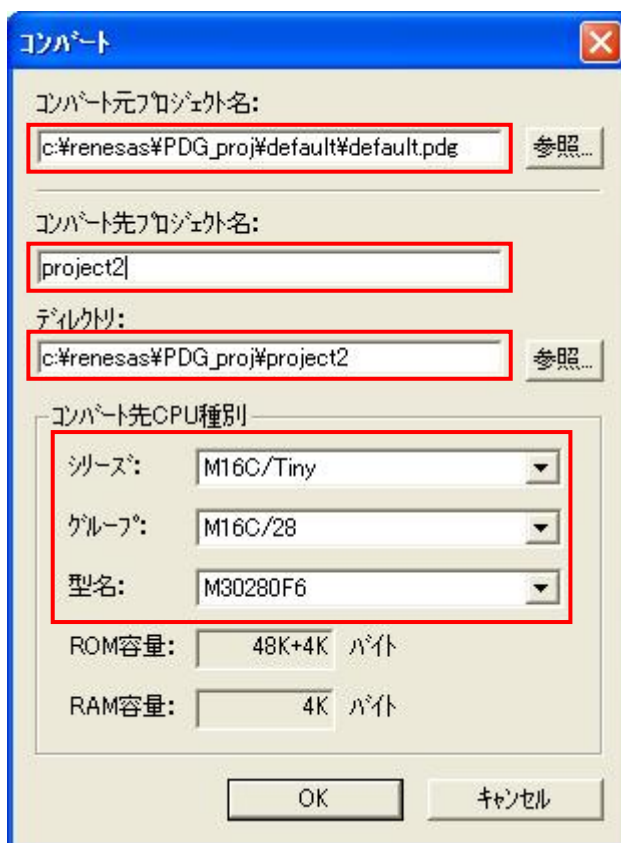 コンバート
コンバート元プロジェクト名:
c:¥renesas¥PDG_proj¥default¥default.pdg 参照...
コンバート先プロジェクト名:
project2
ディレクトリ:
c:¥renesas¥PDG_proj¥project2 参照...
コンバート先CPU種別
シリーズ: M16C/Tiny
グループ: M16C/28
型名: M30280F6
ROM容量: 48K+4K バイト
RAM容量: 4K バイト
OK キャンセル